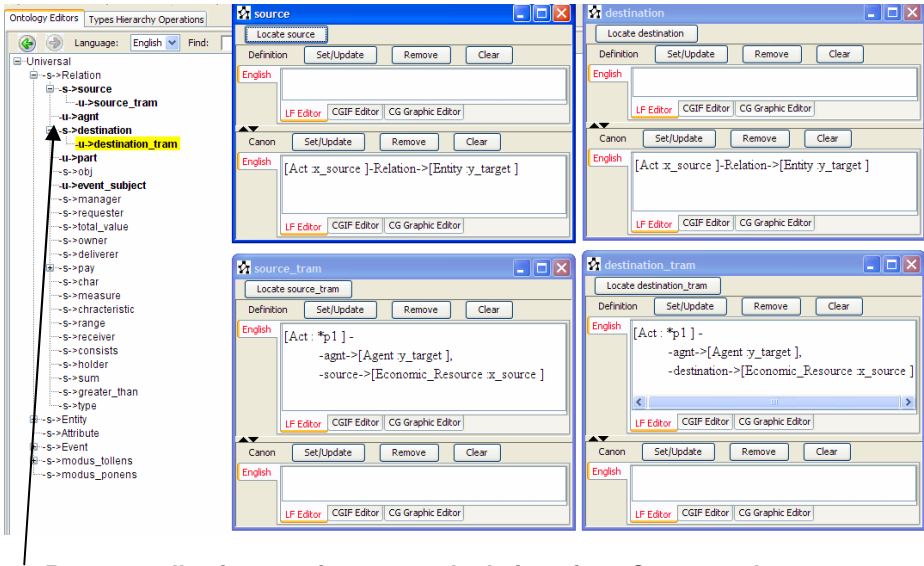 Ontology Editors Types Hierarchy Operations
Language: English Find:
Universal
-s->Relation
-s->source
-u->source_tram
-u->agnt
-s->destination
-u->destination_tram
-u->part
-s->obj
-u->event_subject
-s->manager
-s->requester
-s->total_value
-s->owner
-s->deliverer
-s->pay
-s->char
-s->measure
-s->chracteristic
-s->range
-s->receiver
-s->consists
-s->holder
-s->sum
-s->greater_than
-s->type
-s->Entity
-s->Attribute
-s->Event
-s->modus_tollens
-s->modus_ponens
source
Locate source
Definition Set/Update Remove Clear
English
LF Editor CGIF Editor CG Graphic Editor
Canon Set/Update Remove Clear
English
[Act :x_source ]-Relation->[Entity :y_target ]
LF Editor CGIF Editor CG Graphic Editor
destination
Locate destination
Definition Set/Update Remove Clear
English
LF Editor CGIF Editor CG Graphic Editor
Canon Set/Update Remove Clear
English
[Act :x_source ]-Relation->[Entity :y_target ]
LF Editor CGIF Editor CG Graphic Editor
source_tram
Locate source_tram
Definition Set/Update Remove Clear
English
[Act : *p1 ] -
-agnt->[Agent :y_target ],
-source->[Economic_Resource :x_source ]
LF Editor CGIF Editor CG Graphic Editor
Canon Set/Update Remove Clear
English
LF Editor CGIF Editor CG Graphic Editor
destination_tram
Locate destination_tram
Definition Set/Update Remove Clear
English
[Act : *p1 ] -
-agnt->[Agent :y_target ],
-destination->[Economic_Resource :x_source ]
LF Editor CGIF Editor CG Graphic Editor
Canon Set/Update Remove Clear
English
LF Editor CGIF Editor CG Graphic Editor